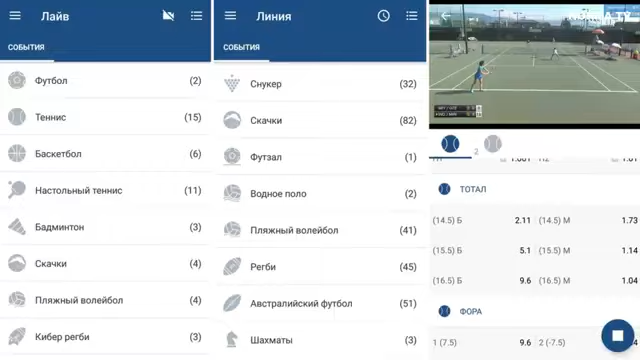 Лайв
СОБЫТИЯ
Футбол (2)
Теннис (15)
Баскетбол (6)
Настольный теннис (11)
Бадминтон (3)
Скачки (4)
Пляжный волейбол (4)
Кибер регби (3)
Линия
СОБЫТИЯ
Снукер (32)
Скачки (82)
Футзал (1)
Водное поло (2)
Пляжный волейбол (41)
Регби (45)
Австралийский футбол (51)
Шахматы (3)
2
ТОТАЛ
(14.5) Б 2.11 (14.5) М 1.73
(15.5) Б 5.1 (15.5) М 1.14
(16.5) Б 9.6 (16.5) М 1.04
ФОРА
1 (7.5) 9.6 2 (-7.5)